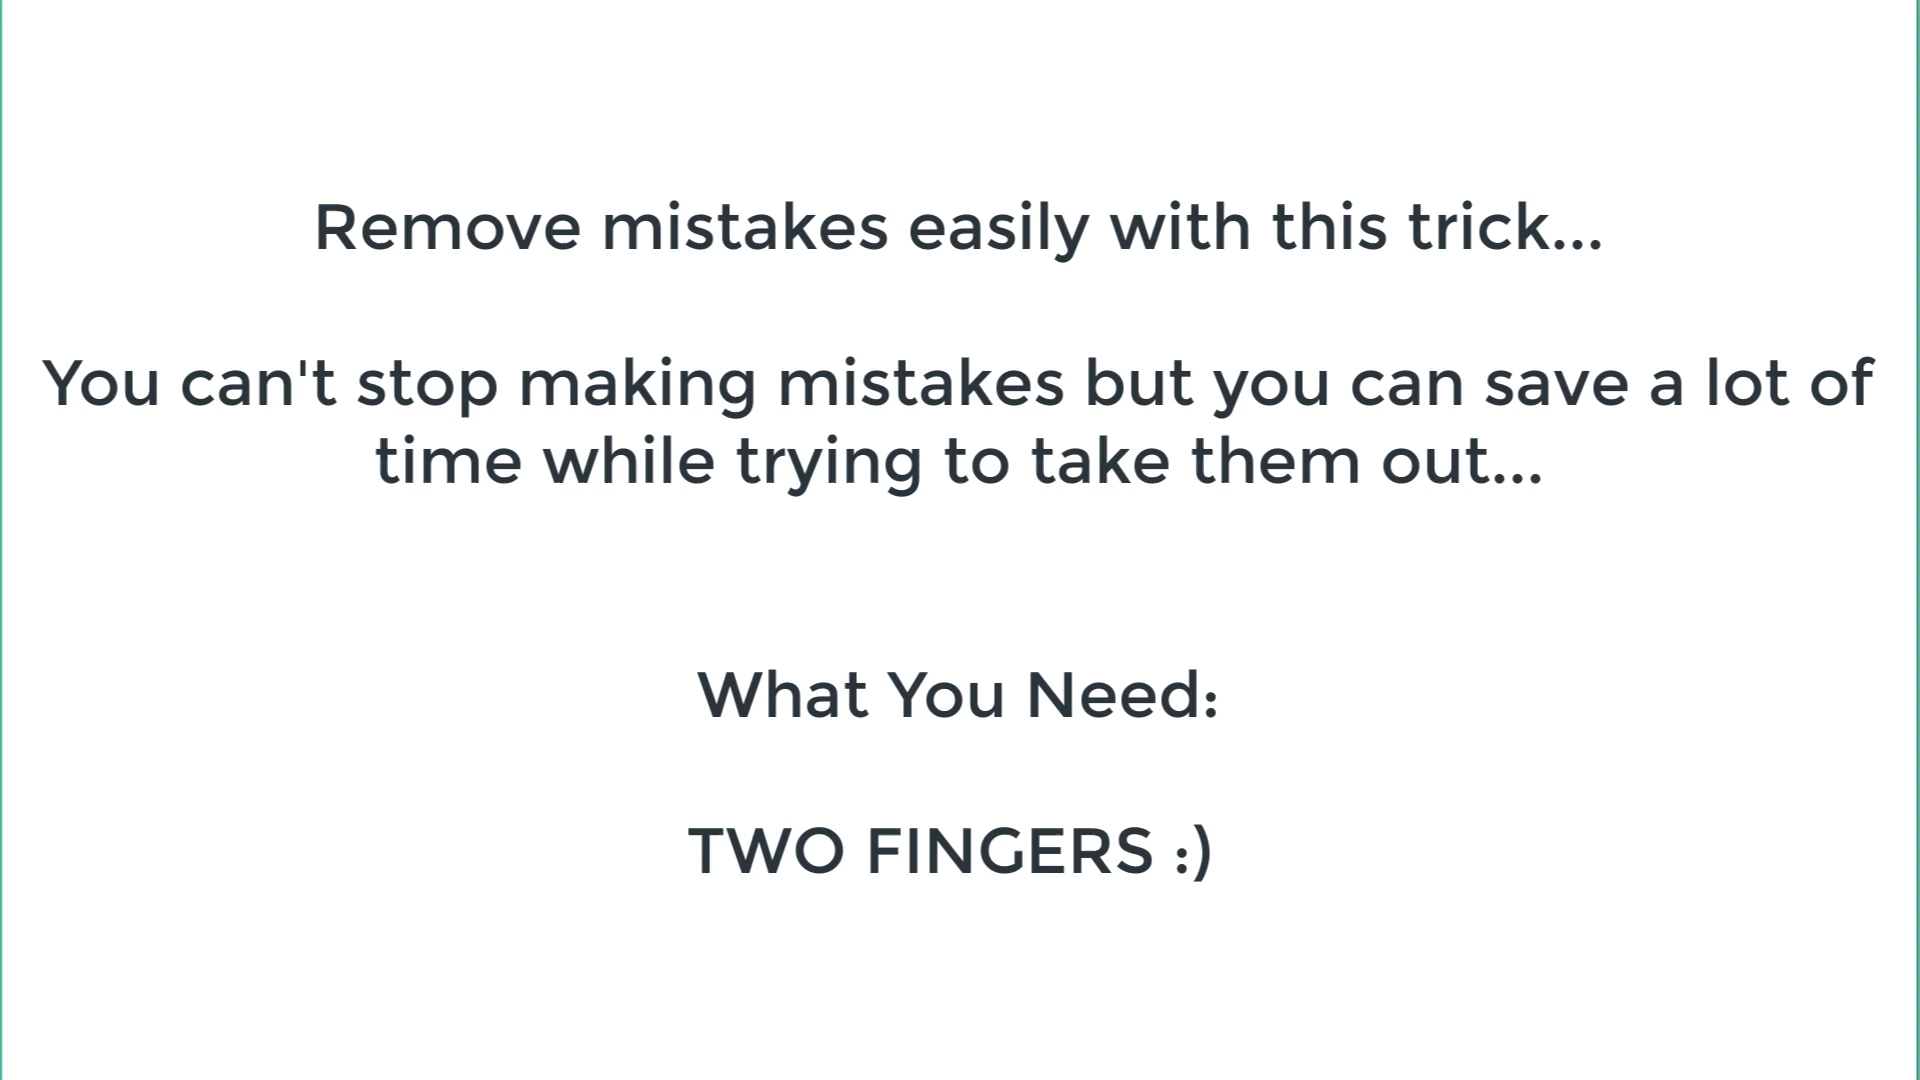 Remove mistakes easily with this trick...
You can't stop making mistakes but you can save a lot of
time while trying to take them out...
What You Need:
TWO FINGERS :)